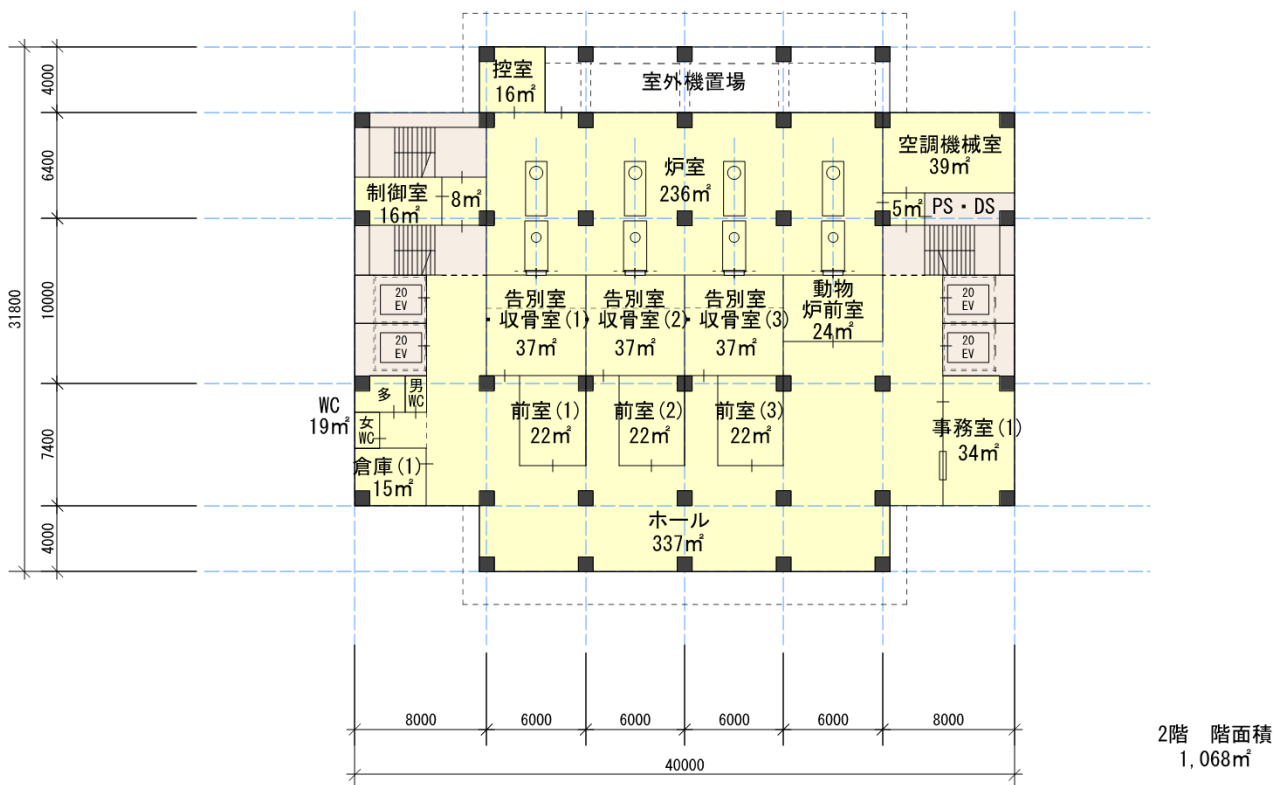 控室
16㎡
室外機置場
空調機械室
39㎡
炉室
236㎡
制御室
16㎡
8㎡
5㎡
PS・DS
告別室
・収骨室(1)
37㎡
告別室
・収骨室(2)
37㎡
告別室
・収骨室(3)
37㎡
動物
炉前室
24㎡
20
EV
20
EV
20
EV
20
EV
WC
19㎡
多
男
WC
女
WC
倉庫(1)
15㎡
前室(1)
22㎡
前室(2)
22㎡
前室(3)
22㎡
事務室(1)
34㎡
ホール
337㎡
4000
6400
10000
7400
4000
31800
8000
6000
6000
6000
6000
8000
40000
2階　階面積
1,068㎡